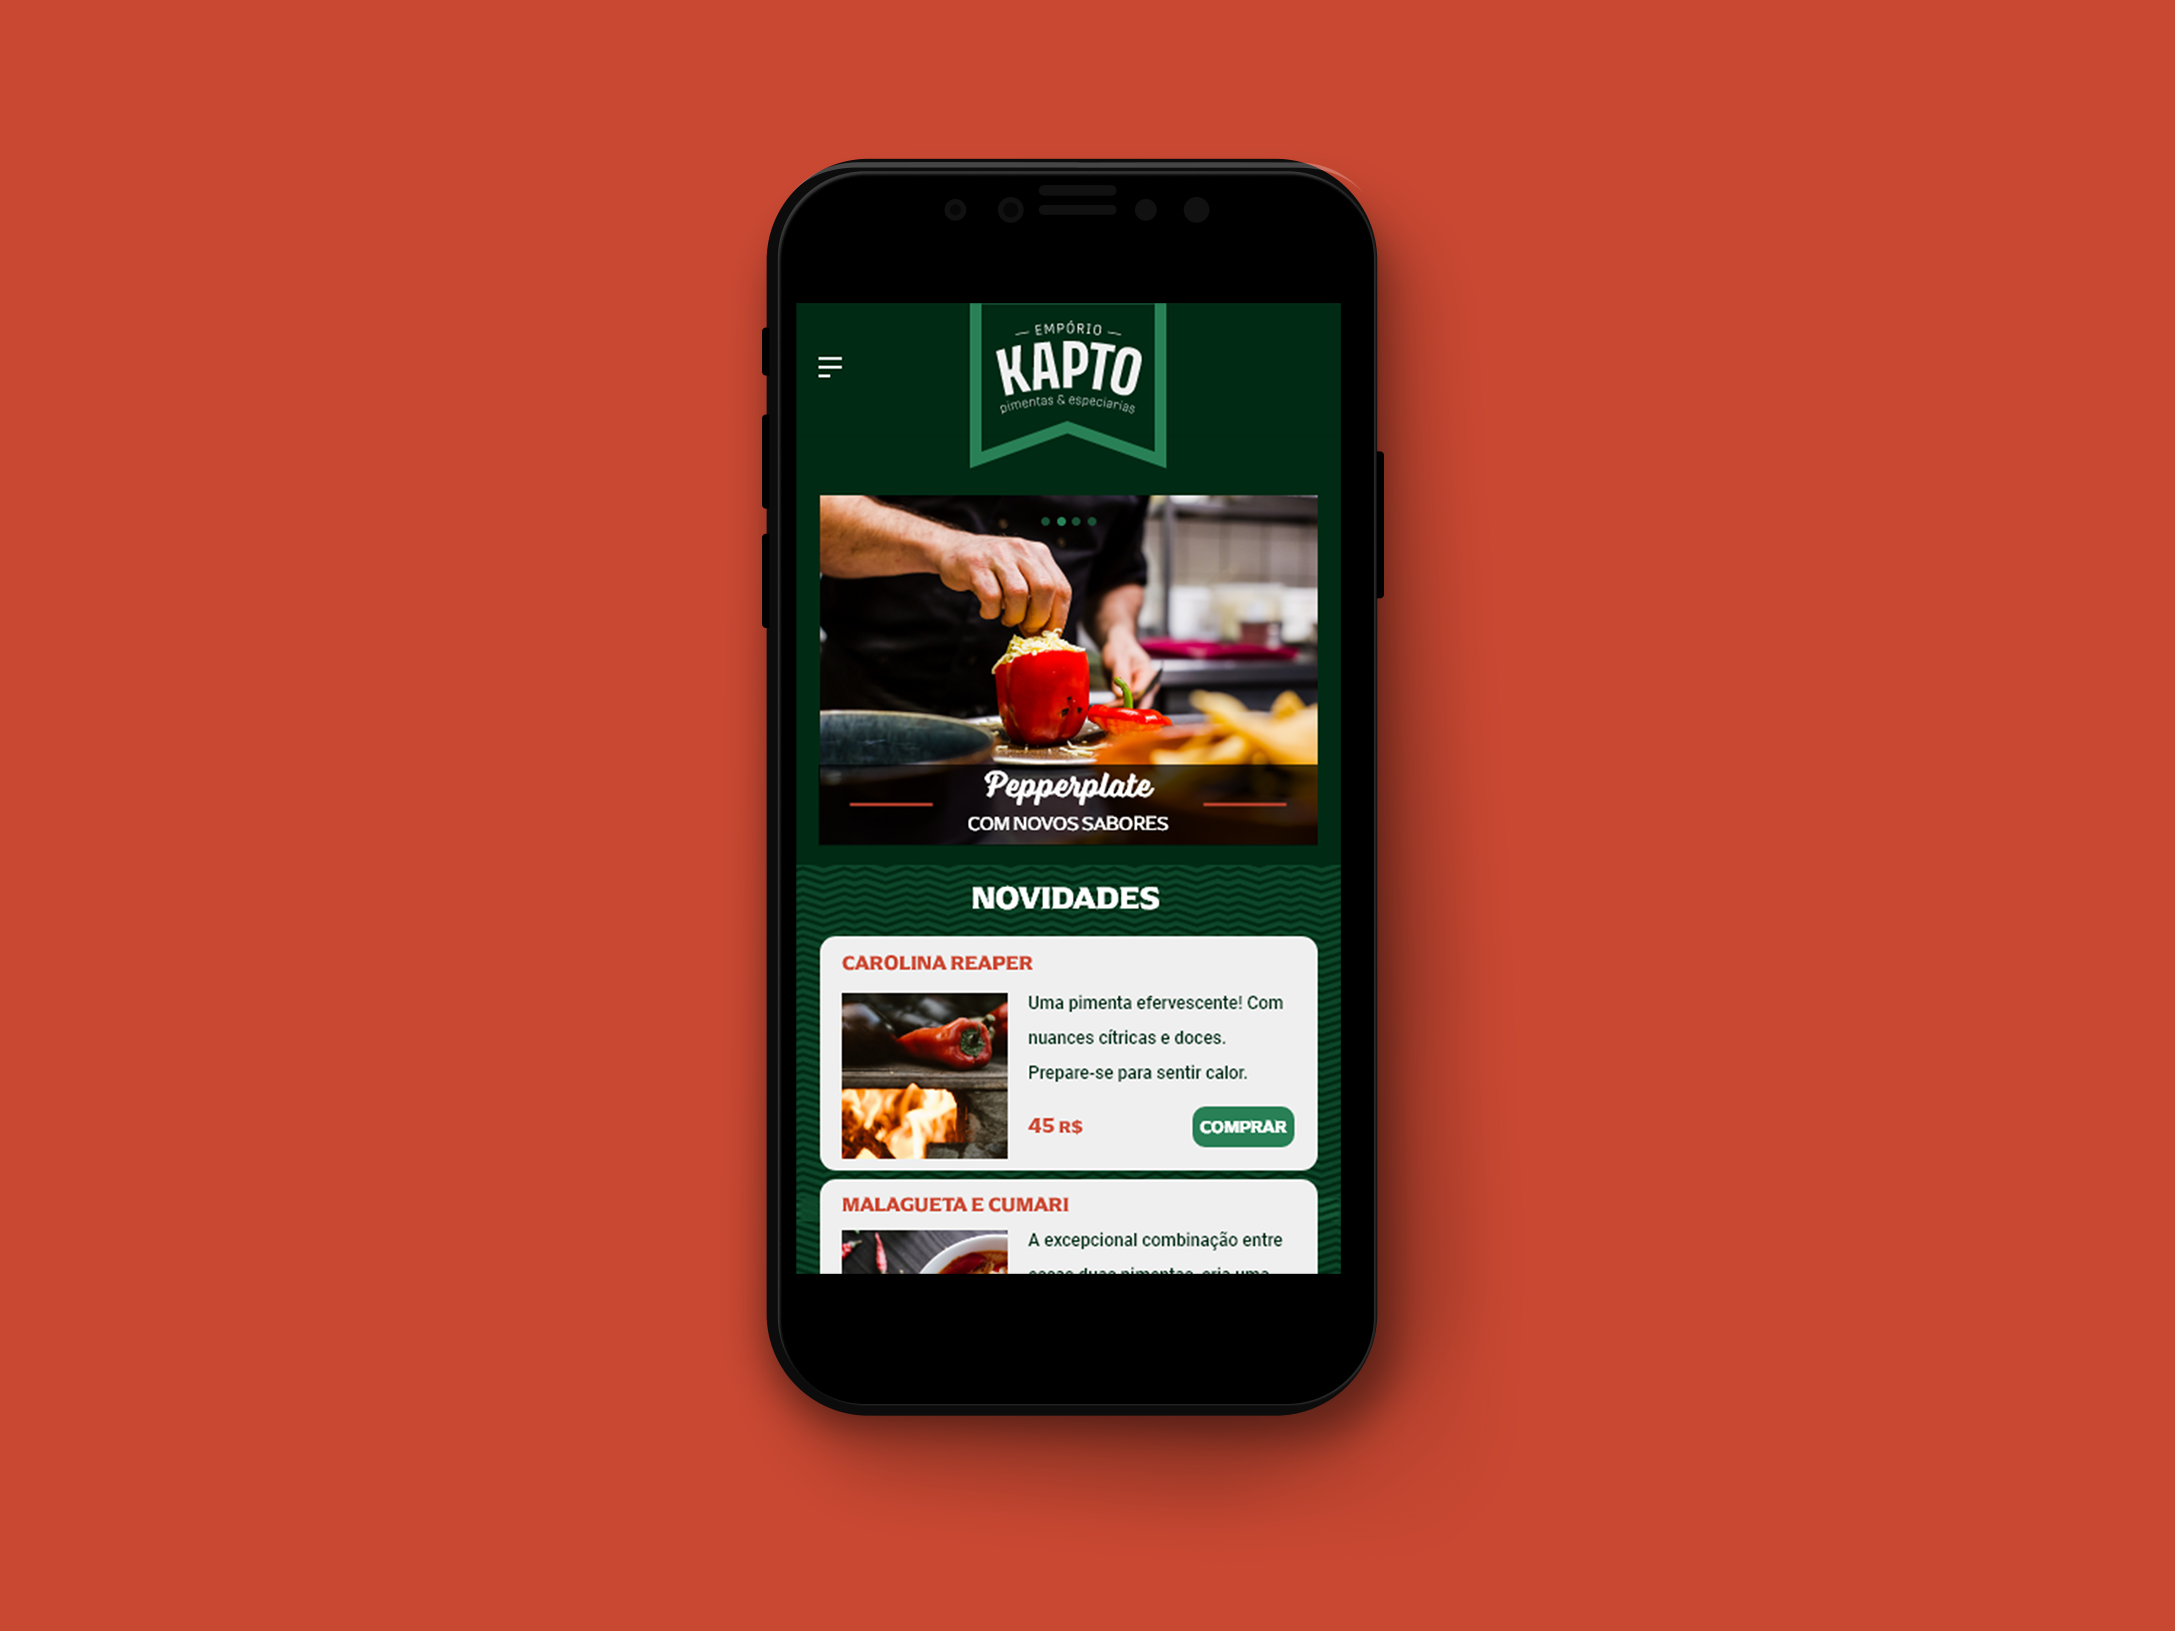 EMPÓRIO
KAPTO
pimentas & especiarias
Pepperplate
COM NOVOS SABORES
NOVIDADES
CAROLINA REAPER
Uma pimenta efervescente! Com
nuances cítricas e doces.
Prepare-se para sentir calor.
45 R$
COMPRAR
MALAGUETA E CUMARI
A excepcional combinação entre